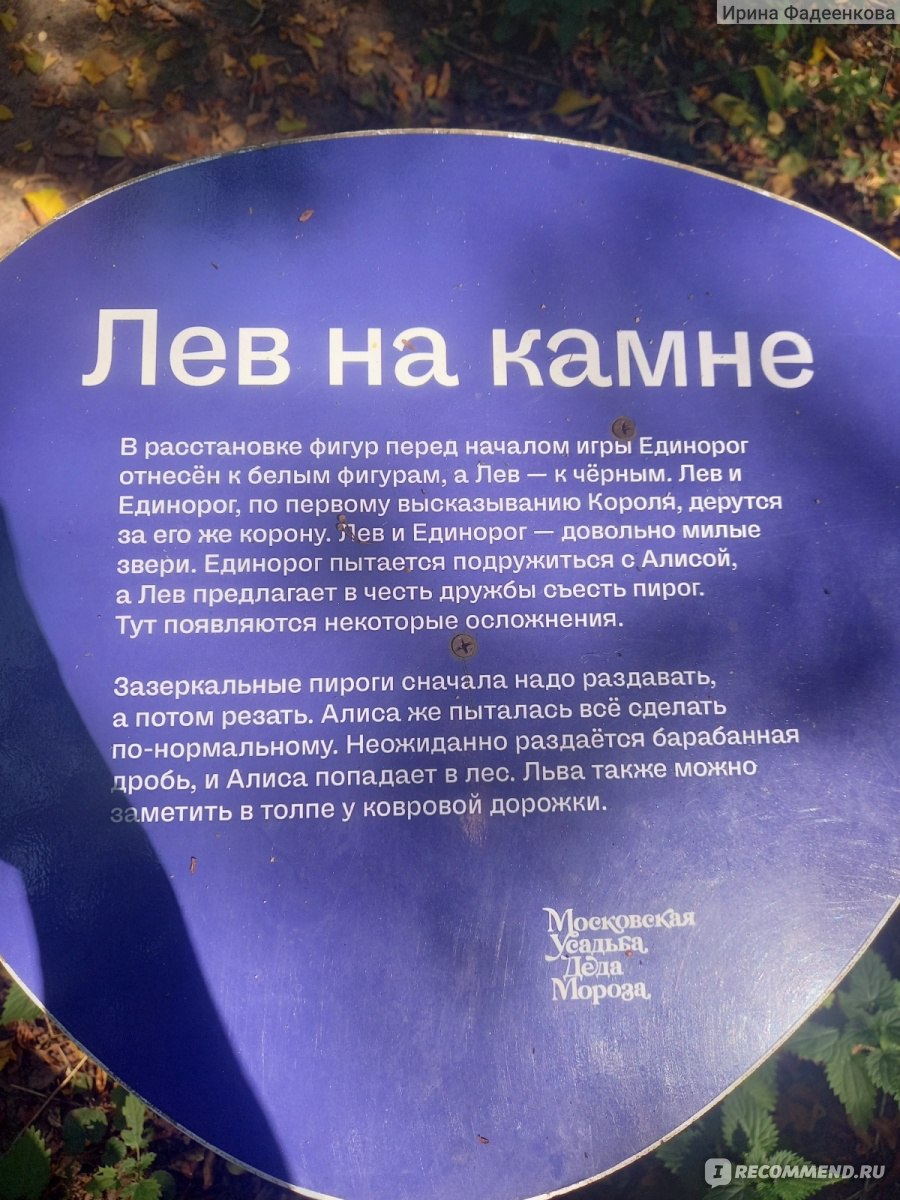 Ирина Фадеенкова
Лев на камне
В расстановке фигур перед началом игры Единорог
отнесён к белым фигурам, а Лев — к чёрным. Лев и
Единорог, по первому высказыванию Короля, дерутся
за его же корону. Лев и Единорог — довольно милые
звери. Единорог пытается подружиться с Алисой,
а Лев предлагает в честь дружбы съесть пирог.
Тут появляются некоторые осложнения.
Зазеркальные пироги сначала надо раздавать,
а потом резать. Алиса же пыталась всё сделать
по-нормальному. Неожиданно раздаётся барабанная
дробь, и Алиса попадает в лес. Льва также можно
заметить в толпе у ковровой дорожки.
Московская
Усадьба
Деда
Мороза
IRECOMMEND.RU